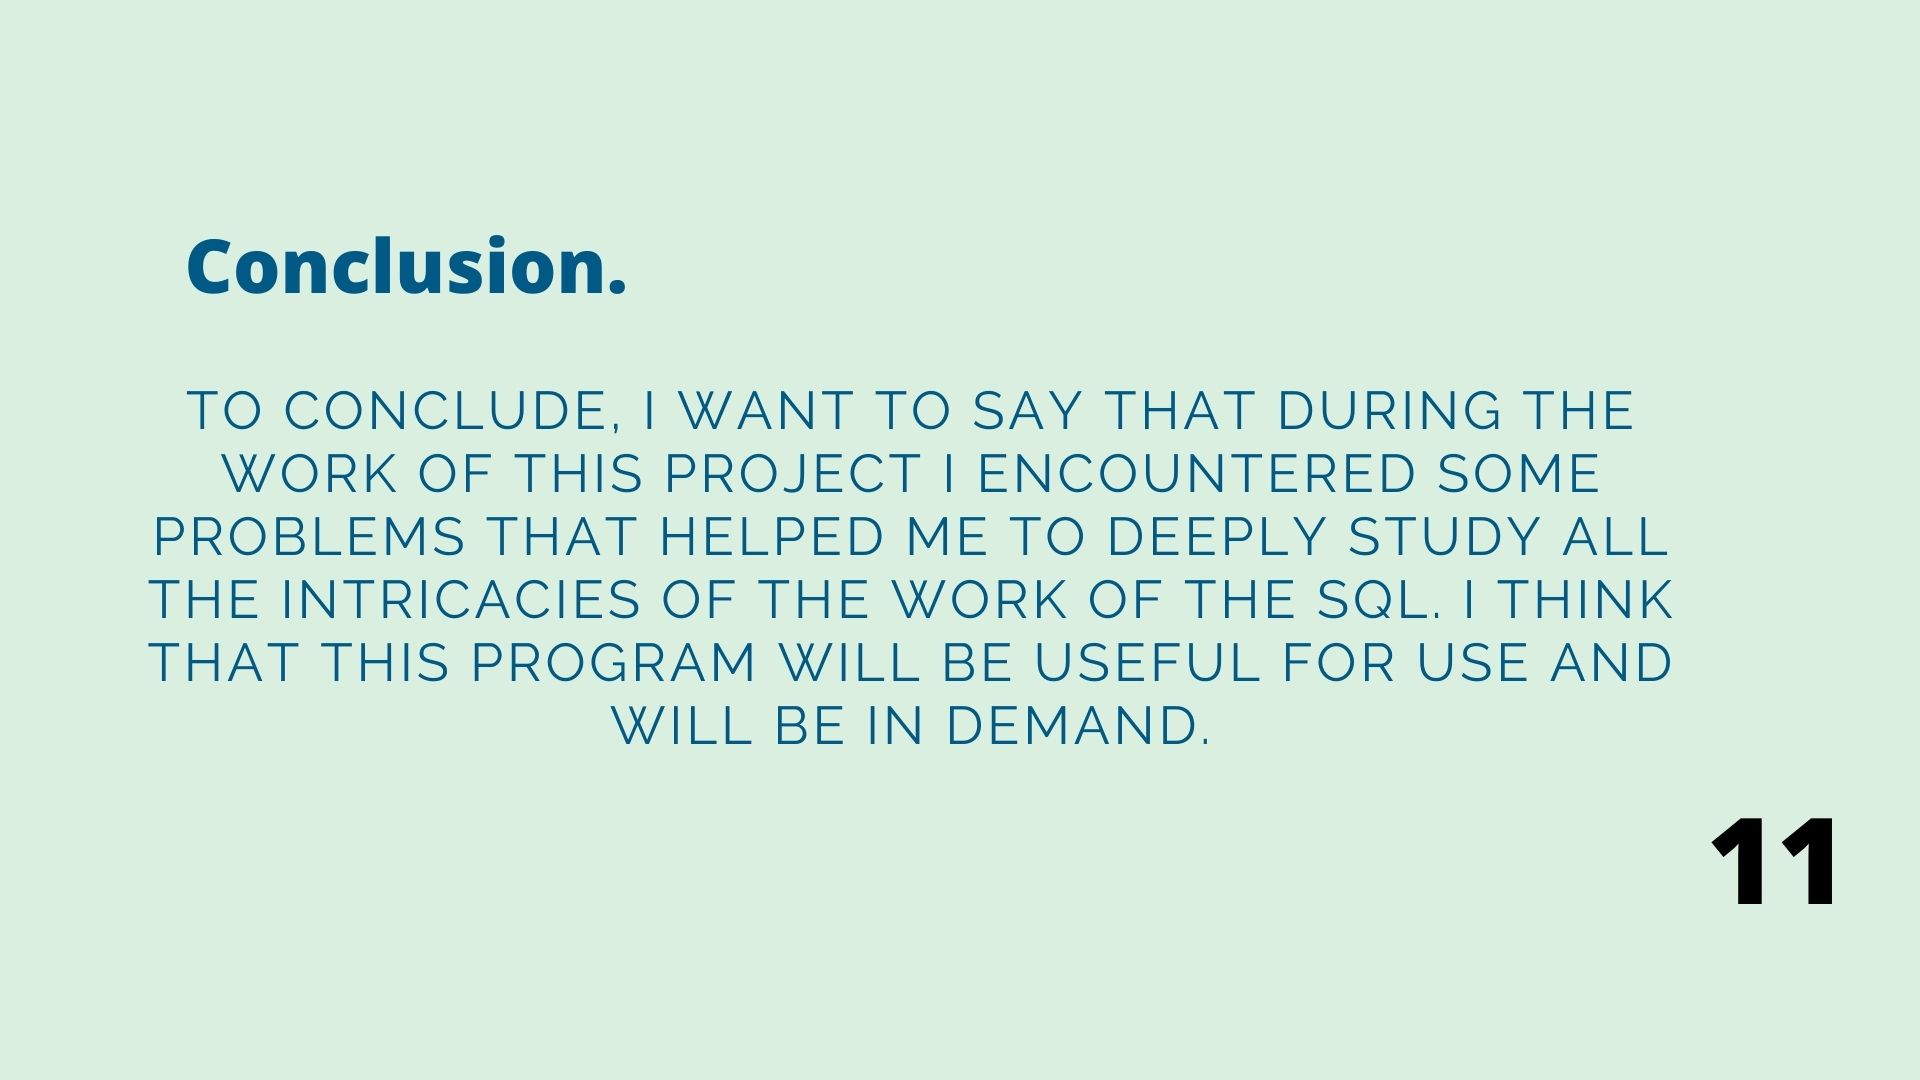 Conclusion.
TO CONCLUDE, I WANT TO SAY THAT DURING THE
WORK OF THIS PROJECT I ENCOUNTERED SOME
PROBLEMS THAT HELPED ME TO DEEPLY STUDY ALL
THE INTRICACIES OF THE WORK OF THE SQL. I THINK
THAT THIS PROGRAM WILL BE USEFUL FOR USE AND
WILL BE IN DEMAND.
11